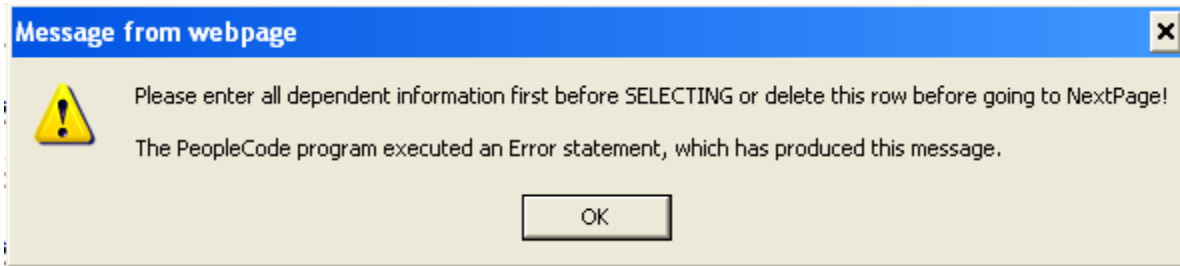 Message from webpage
Please enter all dependent information first before SELECTING or delete this row before going to NextPage!
The PeopleCode program executed an Error statement, which has produced this message.
OK